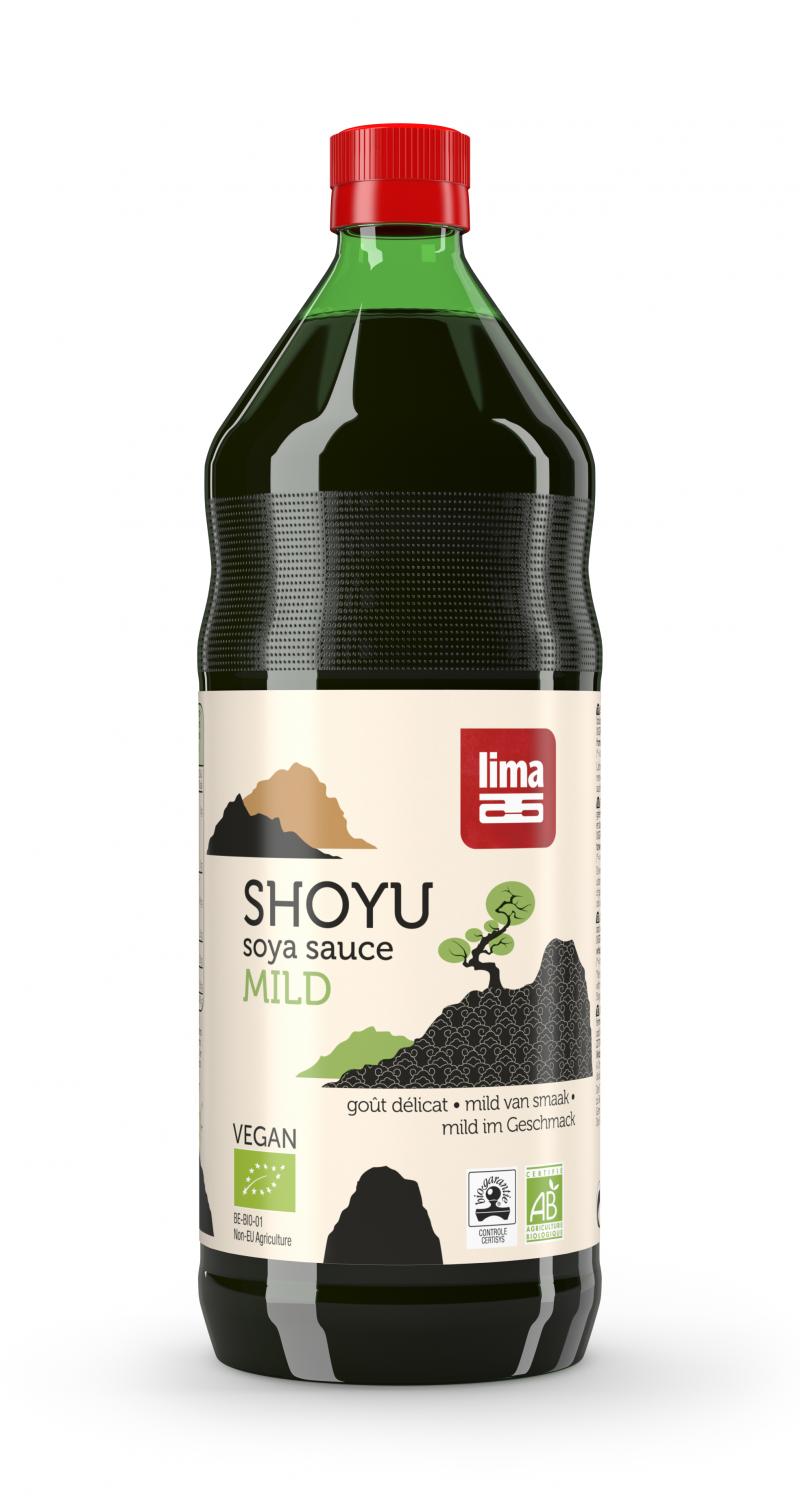 lima
SHOYU
soya sauce
MILD
goût délicat • mild van smaak •
mild im Geschmack
VEGAN
BE-BIO-01
Non-EU Agriculture
biogarantie
CONTROLE
CERTISYS
CERTIFIÉ
AB
AGRICULTURE
BIOLOGIQUE